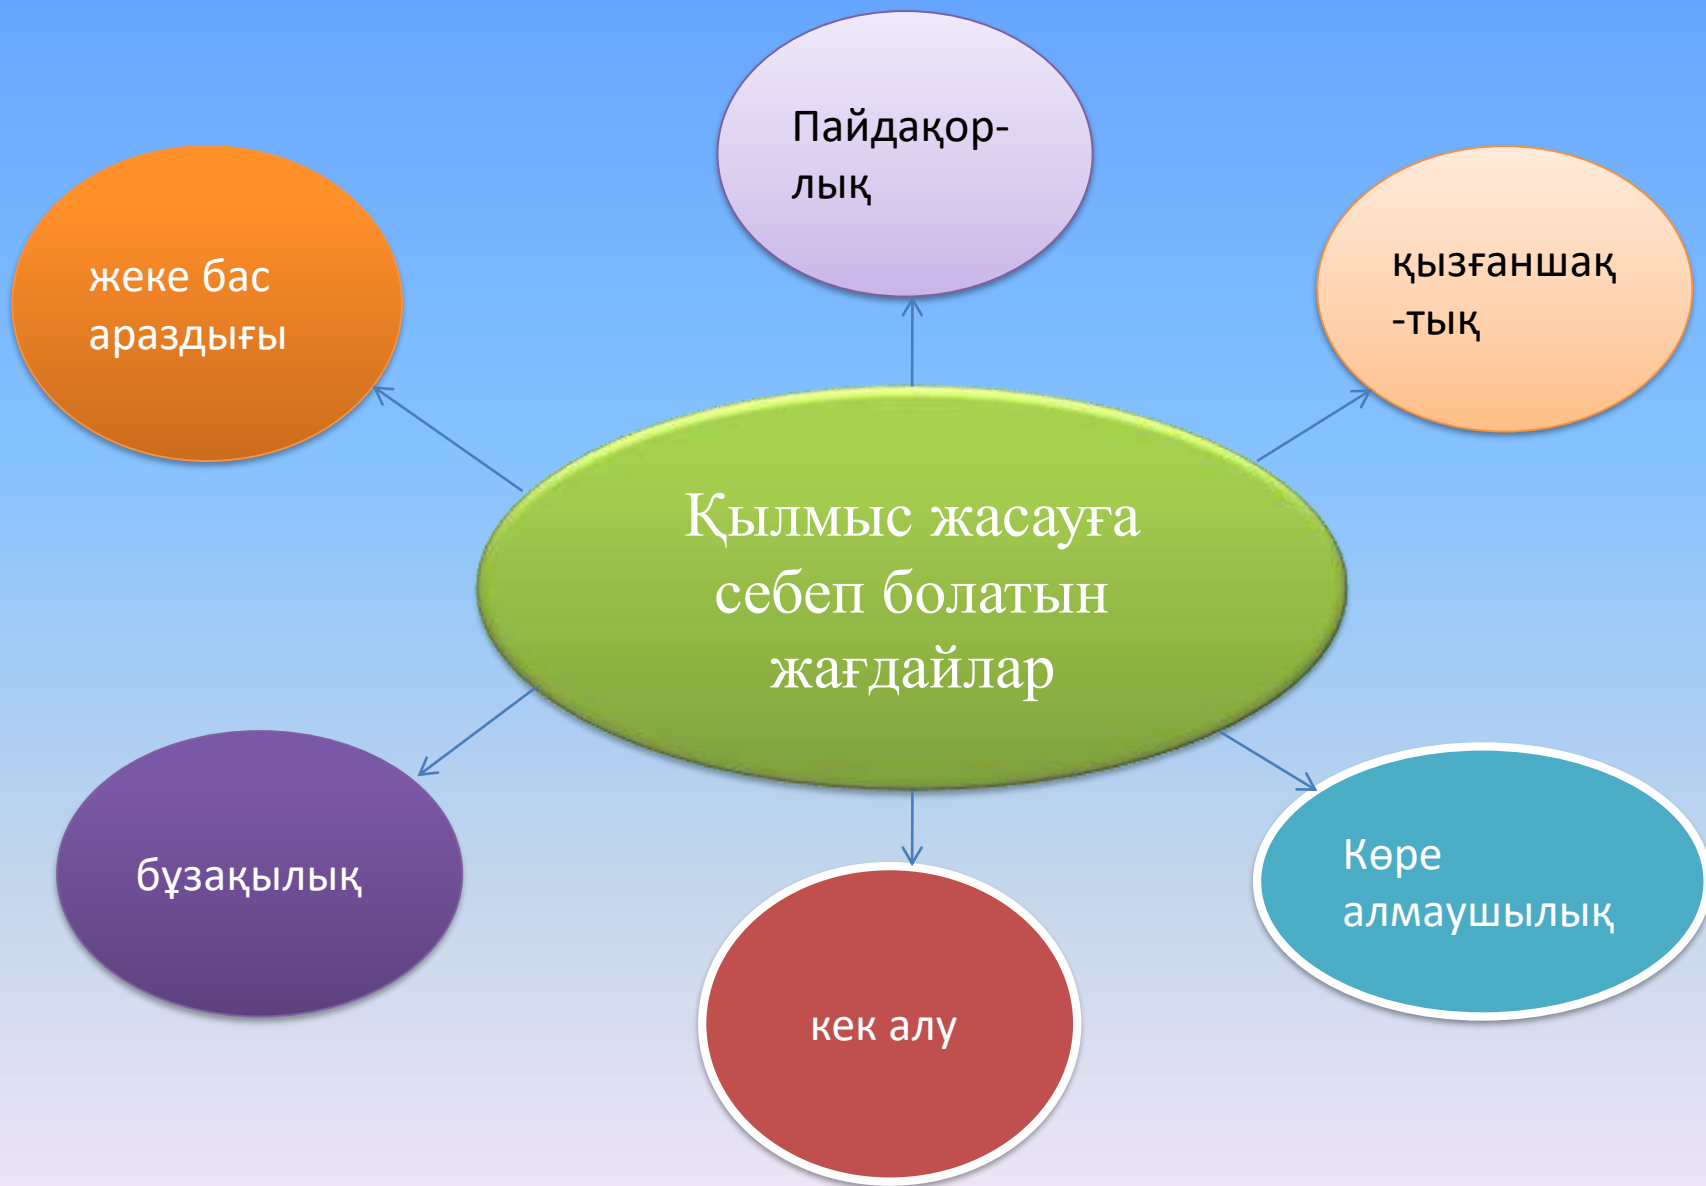 Пайдақор-
лық
жеке бас
араздығы
қызғаншақ
-тық
Қылмыс жасауға
себеп болатын
жағдайлар
бұзақылық
Көре
алмаушылық
кек алу